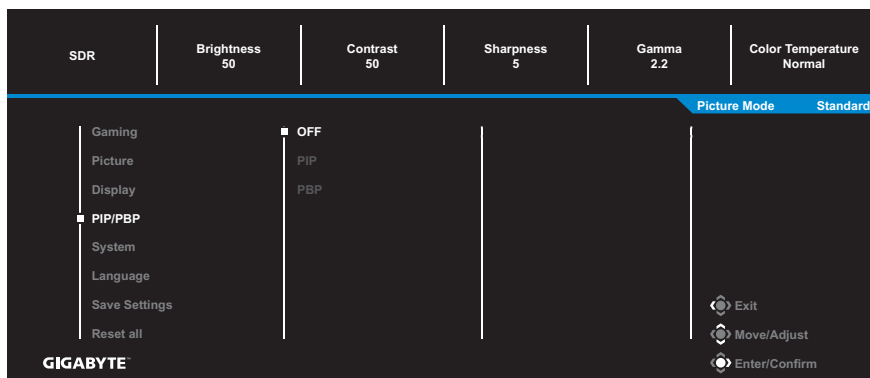 SDR
Brightness
50
Contrast
50
Sharpness
5
Gamma
2.2
Color Temperature
Normal
Picture Mode Standard
Gaming
Picture
Display
PIP/PBP
System
Language
Save Settings
Reset all
OFF
PIP
PBP
Exit
Move/Adjust
Enter/Confirm
GIGABYTE™